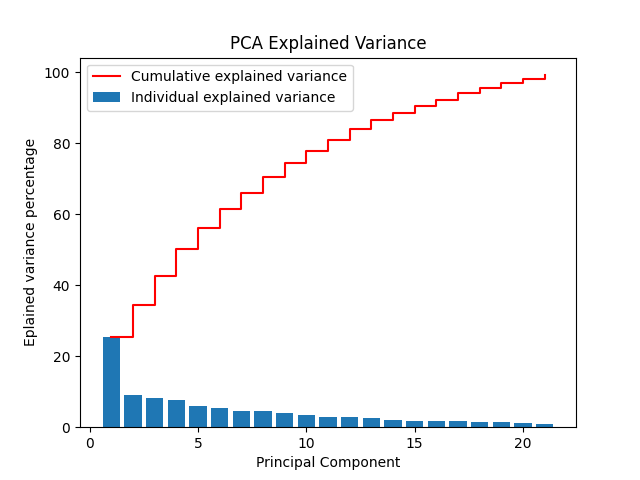 PCA Explained Variance
Cumulative explained variance
Individual explained variance
Eplained variance percentage
100
80
60
40
20
0
0 5 10 15 20
Principal Component